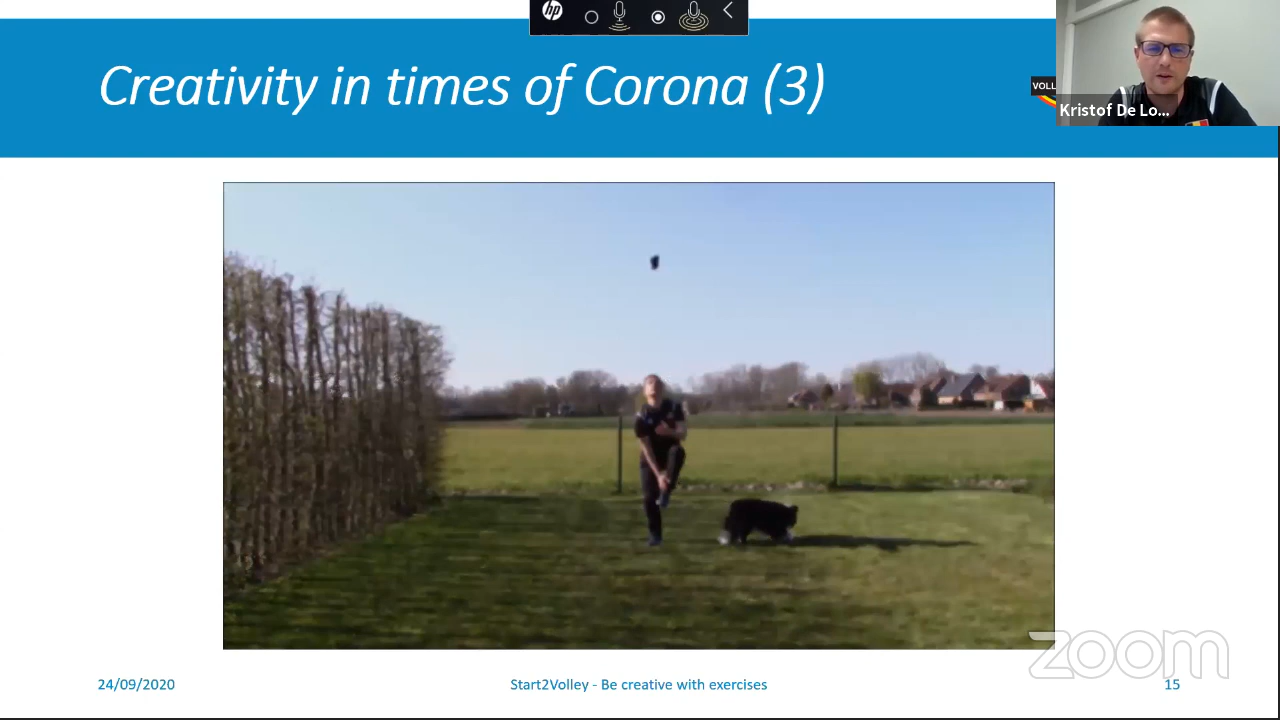 hp
Creativity in times of Corona (3)
VOLL
Kristof De Lo...
zoom
24/09/2020
Start2Volley - Be creative with exercises
15